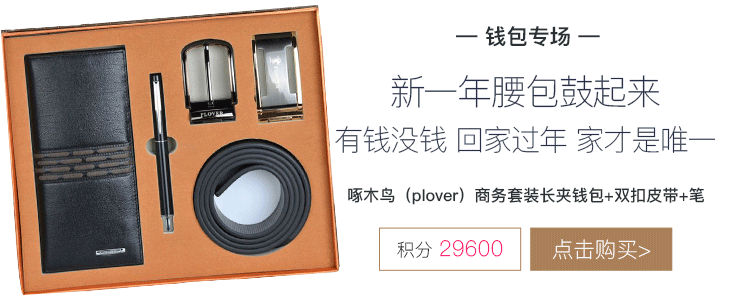 — 钱包专场 —
新一年腰包鼓起来
有钱没钱 回家过年 家才是唯一
啄木鸟（plover）商务套装长夹钱包+双扣皮带+笔
积分 29600
点击购买>
PLOVER